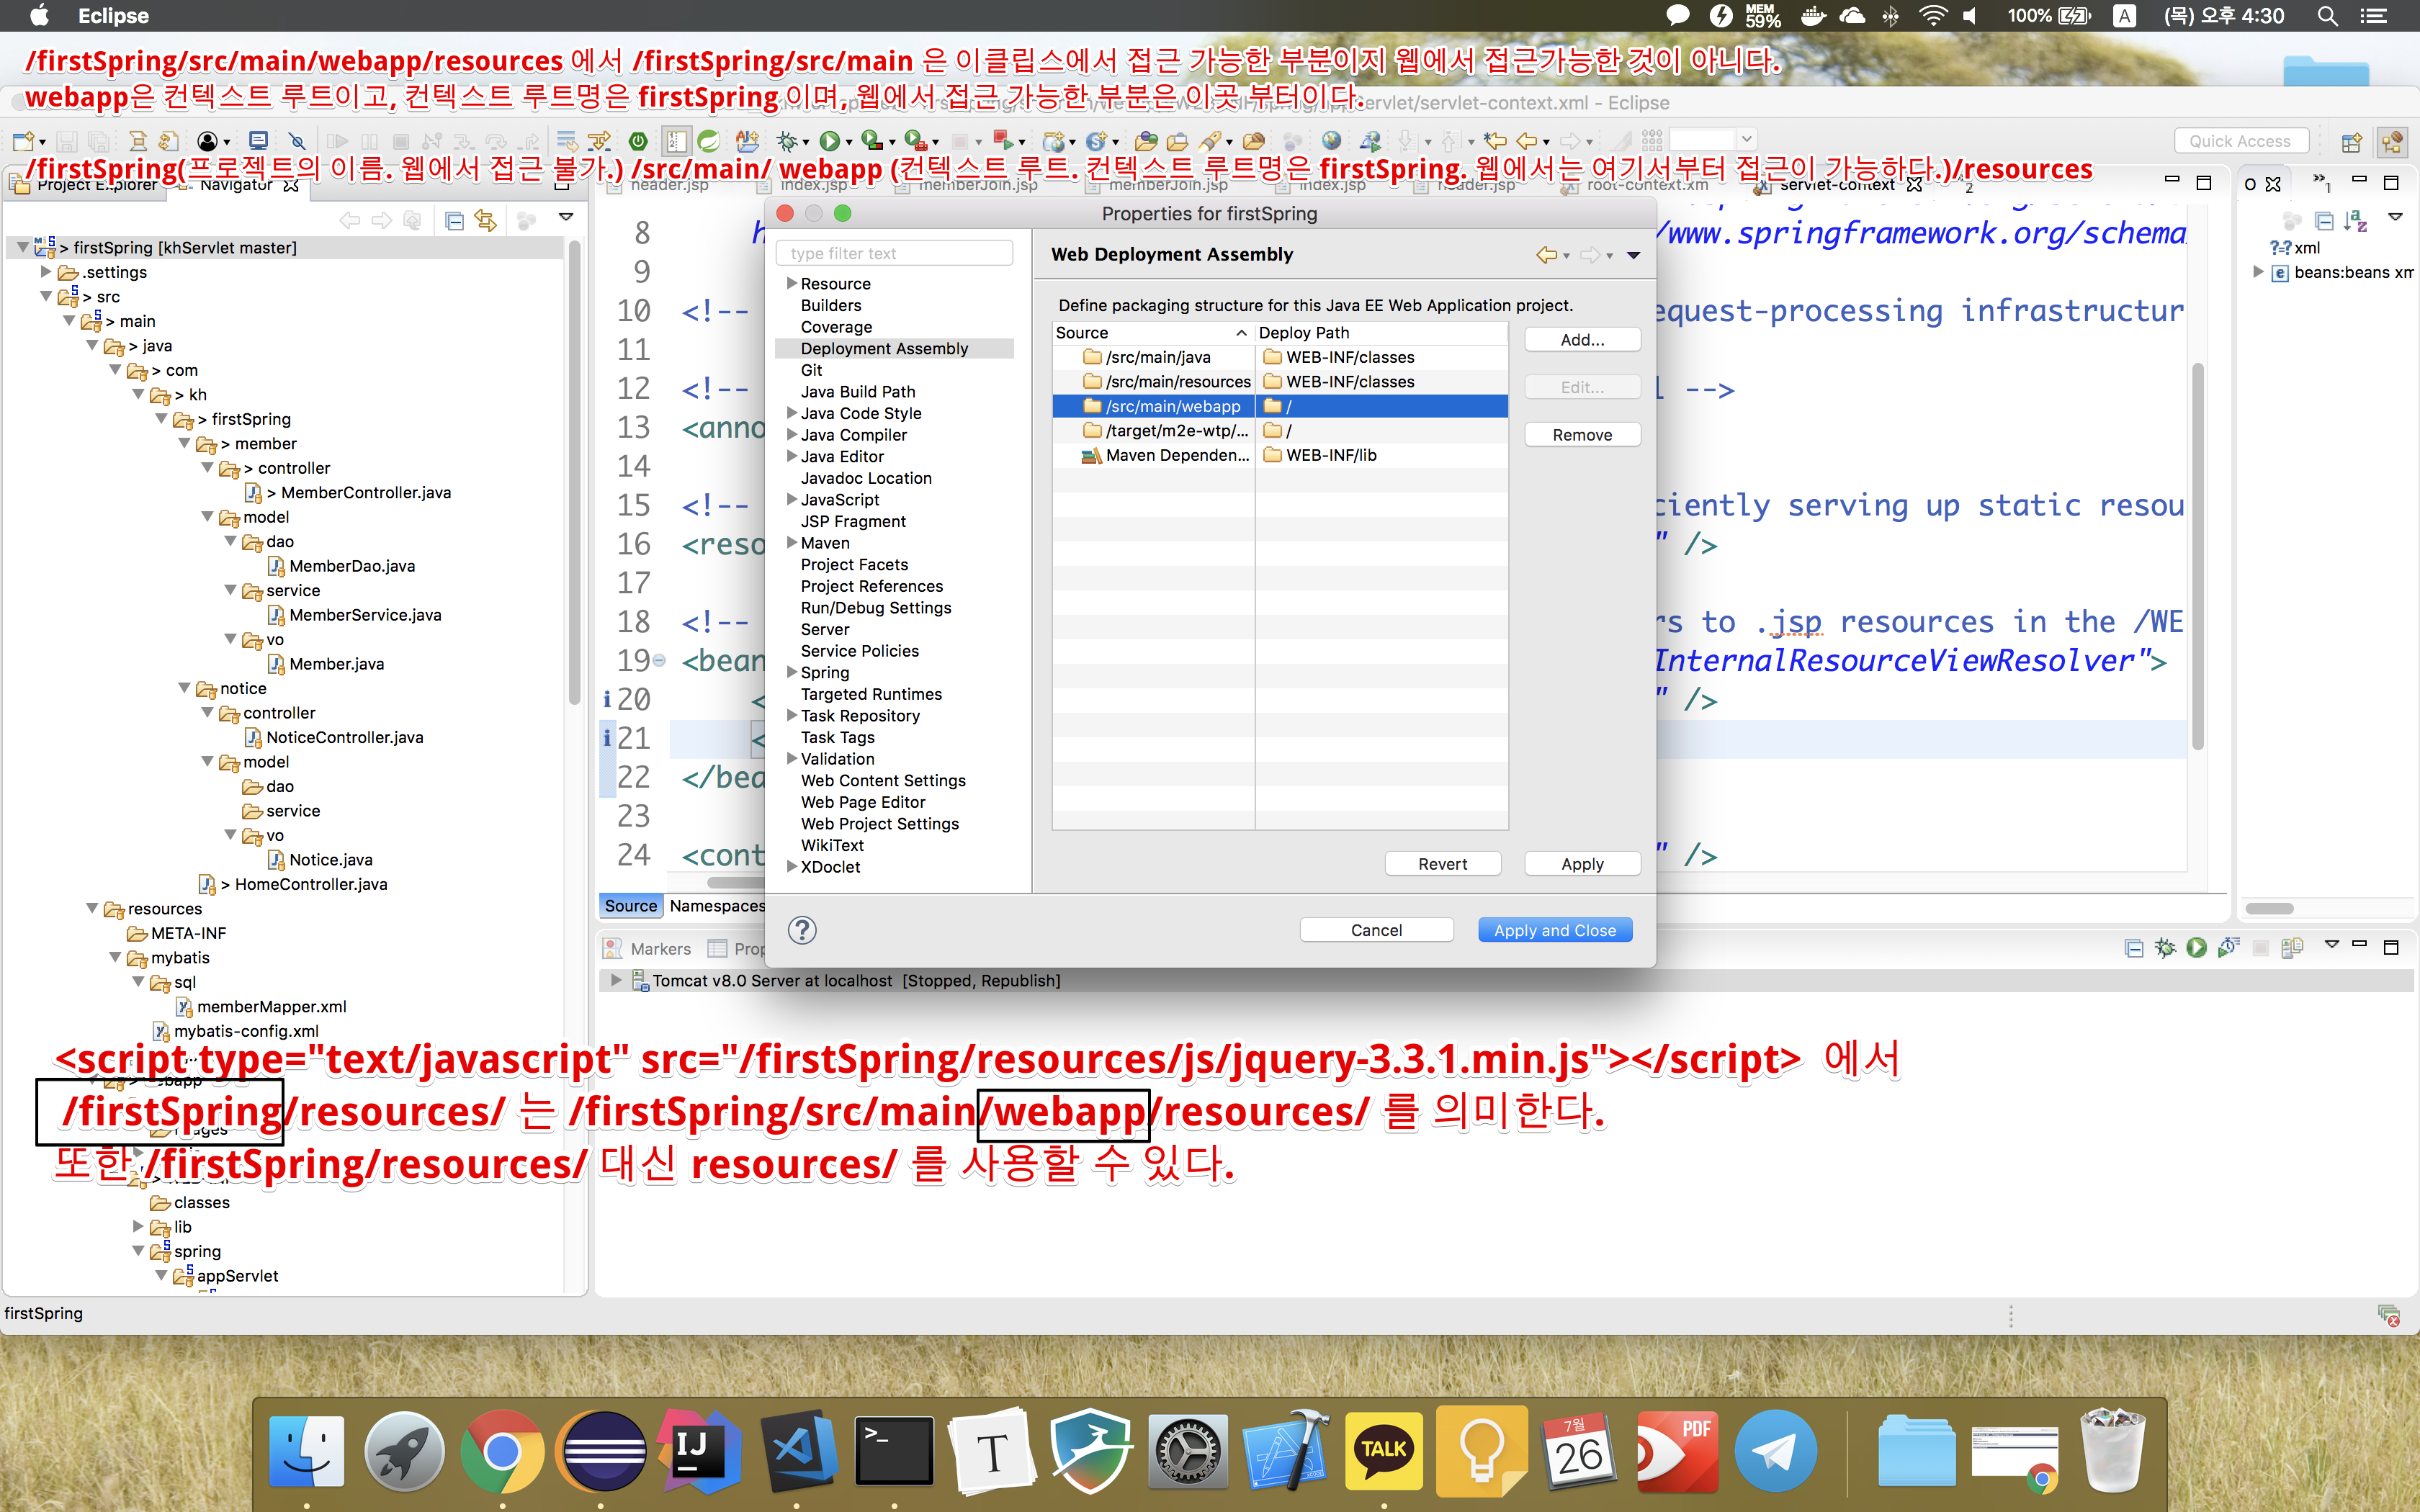 Eclipse
MEM 59%
100%
A
(목) 오후 4:30
/firstSpring/src/main/webapp/resources 에서 /firstSpring/src/main 은 이클립스에서 접근 가능한 부분이지 웹에서 접근가능한 것이 아니다.
webapp은 컨텍스트 루트이고, 컨텍스트 루트명은 firstSpring 이며, 웹에서 접근 가능한 부분은 이곳 부터이다.
/appServlet/servlet-context.xml - Eclipse
Quick Access
/firstSpring(프로젝트의 이름. 웹에서 접근 불가.) /src/main/ webapp (컨텍스트 루트. 컨텍스트 루트명은 firstSpring. 웹에서는 여기서부터 접근이 가능하다.)/resources
Project Explorer
Navigator
header.jsp
index.jsp
memberJoin.jsp
memberJoin.jsp
index.jsp
header.jsp
root-context.xm
servlet-context
2
O
1
> firstSpring [khServlet master]
.settings
> src
> main
> java
> com
> kh
> firstSpring
> member
> controller
> MemberController.java
model
dao
MemberDao.java
service
MemberService.java
vo
Member.java
notice
controller
NoticeController.java
model
dao
service
vo
Notice.java
> HomeController.java
resources
META-INF
mybatis
sql
memberMapper.xml
mybatis-config.xml
webapp
classes
lib
spring
appServlet
firstSpring
8
/www.springframework.org/schema
9
10 <!--
equest-processing infrastructur
11
12 <!--
l -->
13 <anno
14
15 <!--
ciently serving up static resou
16 <reso
" />
17
18 <!--
rs to .jsp resources in the /WE
19 <bean
InternalResourceViewResolver">
20 <
" />
21 <
22 </bea
23
24 <cont
" />
Source
Namespaces
Properties for firstSpring
type filter text
Resource
Builders
Coverage
Deployment Assembly
Git
Java Build Path
Java Code Style
Java Compiler
Java Editor
Javadoc Location
JavaScript
JSP Fragment
Maven
Project Facets
Project References
Run/Debug Settings
Server
Service Policies
Spring
Targeted Runtimes
Task Repository
Task Tags
Validation
Web Content Settings
Web Page Editor
Web Project Settings
WikiText
XDoclet
Web Deployment Assembly
Define packaging structure for this Java EE Web Application project.
Source Deploy Path
/src/main/java WEB-INF/classes
/src/main/resources WEB-INF/classes
/src/main/webapp /
/target/m2e-wtp/... /
Maven Dependen... WEB-INF/lib
Add...
Edit...
Remove
Revert
Apply
Cancel
Apply and Close
?-? xml
beans:beans xm
Markers
Prop
Tomcat v8.0 Server at localhost [Stopped, Republish]
<script type="text/javascript" src="/firstSpring/resources/js/jquery-3.3.1.min.js"></script> 에서
/firstSpring/resources/ 는 /firstSpring/src/main/webapp/resources/ 를 의미한다.
또한 /firstSpring/resources/ 대신 resources/ 를 사용할 수 있다.
IJ
>_
T
TALK
7월
26
PDF